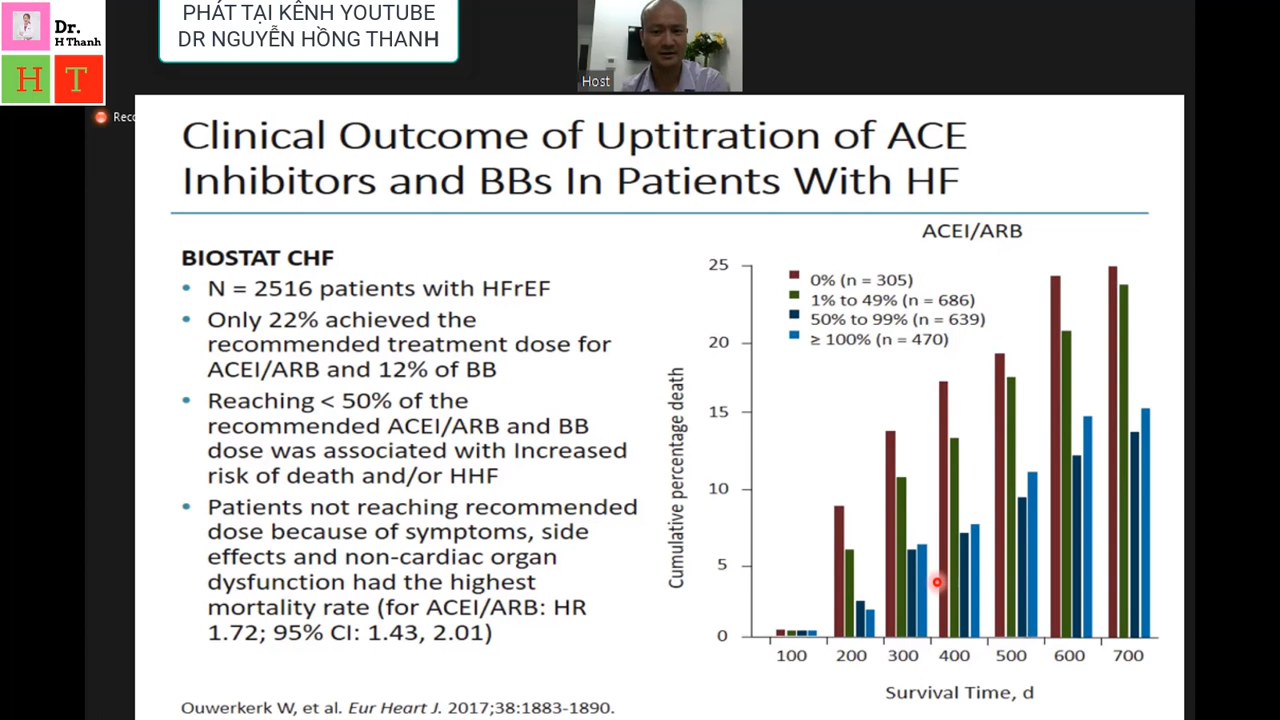 PHÁT TẠI KÊNH YOUTUBE
DR NGUYỄN HỒNG THANH
Dr.
H Thanh
H T
Host
Reco
Clinical Outcome of Uptitration of ACE
Inhibitors and BBs In Patients With HF
BIOSTAT CHF
• N = 2516 patients with HFrEF
• Only 22% achieved the
recommended treatment dose for
ACEI/ARB and 12% of BB
• Reaching < 50% of the
recommended ACEI/ARB and BB
dose was associated with Increased
risk of death and/or HHF
• Patients not reaching recommended
dose because of symptoms, side
effects and non-cardiac organ
dysfunction had the highest
mortality rate (for ACEI/ARB: HR
1.72; 95% CI: 1.43, 2.01)
Ouwerkerk W, et al. Eur Heart J. 2017;38:1883-1890.
ACEI/ARB
0% (n = 305)
1% to 49% (n = 686)
50% to 99% (n = 639)
≥ 100% (n = 470)
Cumulative percentage death
25
20
15
10
5
0
100 200 300 400 500 600 700
Survival Time, d